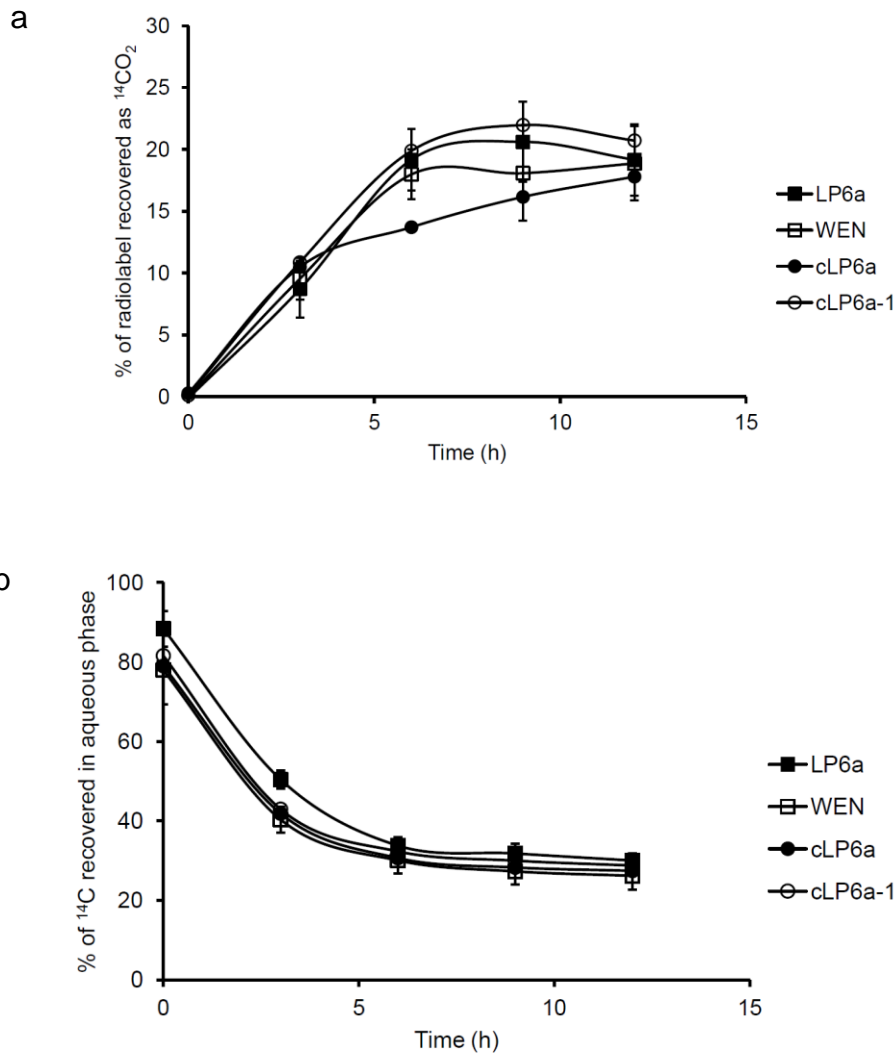 a
30
25
20
15
10
5
0
% of radiolabel recovered as ¹⁴CO₂
0 5 10 15
Time (h)
LP6a
WEN
cLP6a
cLP6a-1
100
80
60
40
20
0
% of ¹⁴C recovered in aqueous phase
0 5 10 15
Time (h)
LP6a
WEN
cLP6a
cLP6a-1